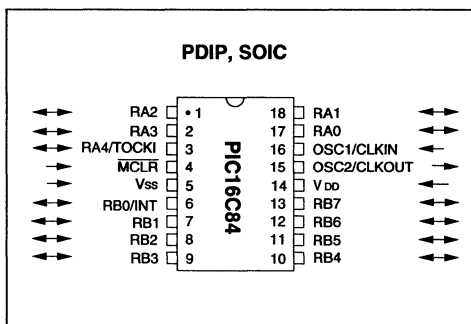 PDIP, SOIC
RA2 • 1 18 RA1
RA3 2 17 RA0
RA4/TOCKI 3 16 OSC1/CLKIN
MCLR 4 15 OSC2/CLKOUT
Vss 5 14 VDD
RB0/INT 6 13 RB7
RB1 7 12 RB6
RB2 8 11 RB5
RB3 9 10 RB4
PIC16C84